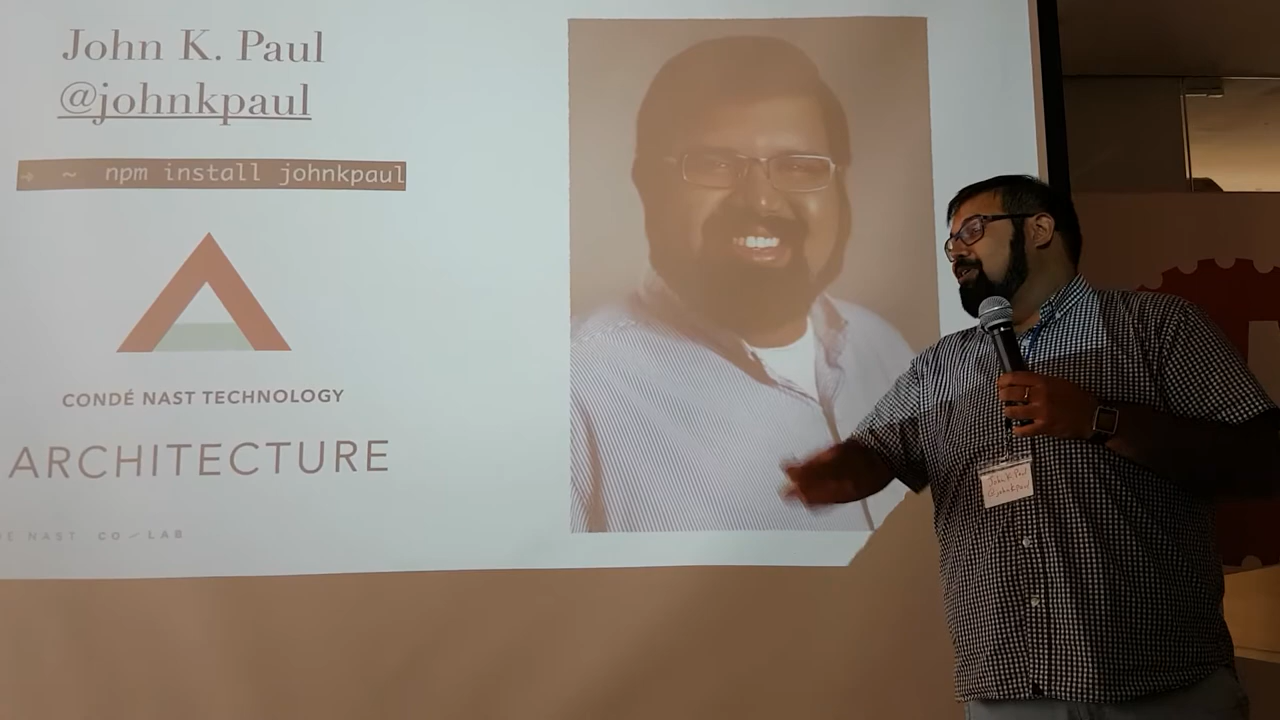 John K. Paul
@johnkpaul
→ ~ npm install johnkpaul
CONDÉ NAST TECHNOLOGY
ARCHITECTURE
NAST CO/LAB
John K. Paul
@johnkpaul